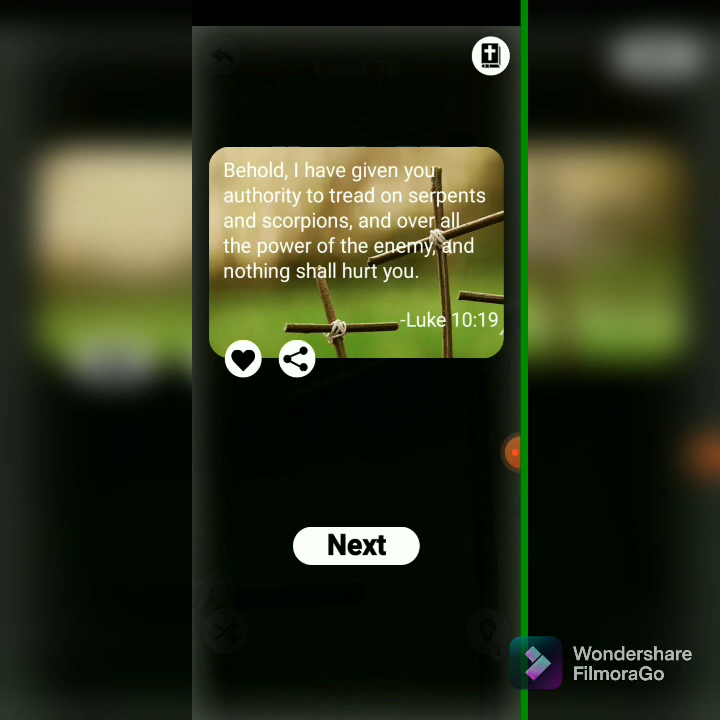 Behold, I have given you
authority to tread on serpents
and scorpions, and over all
the power of the enemy, and
nothing shall hurt you.
-Luke 10:19
Next
Wondershare
FilmoraGo